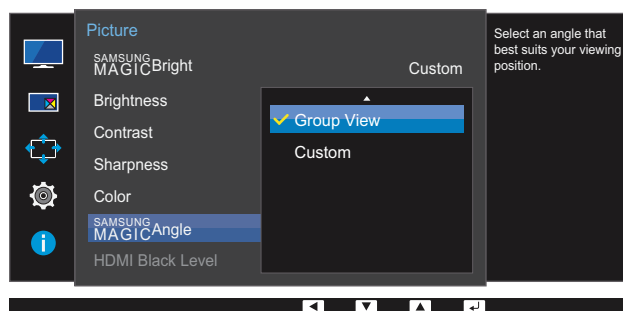 Picture
SAMSUNG
MAGICBright Custom
Brightness
Contrast
Sharpness
Color
SAMSUNG
MAGICAngle
HDMI Black Level
Group View
Custom
Select an angle that
best suits your viewing
position.